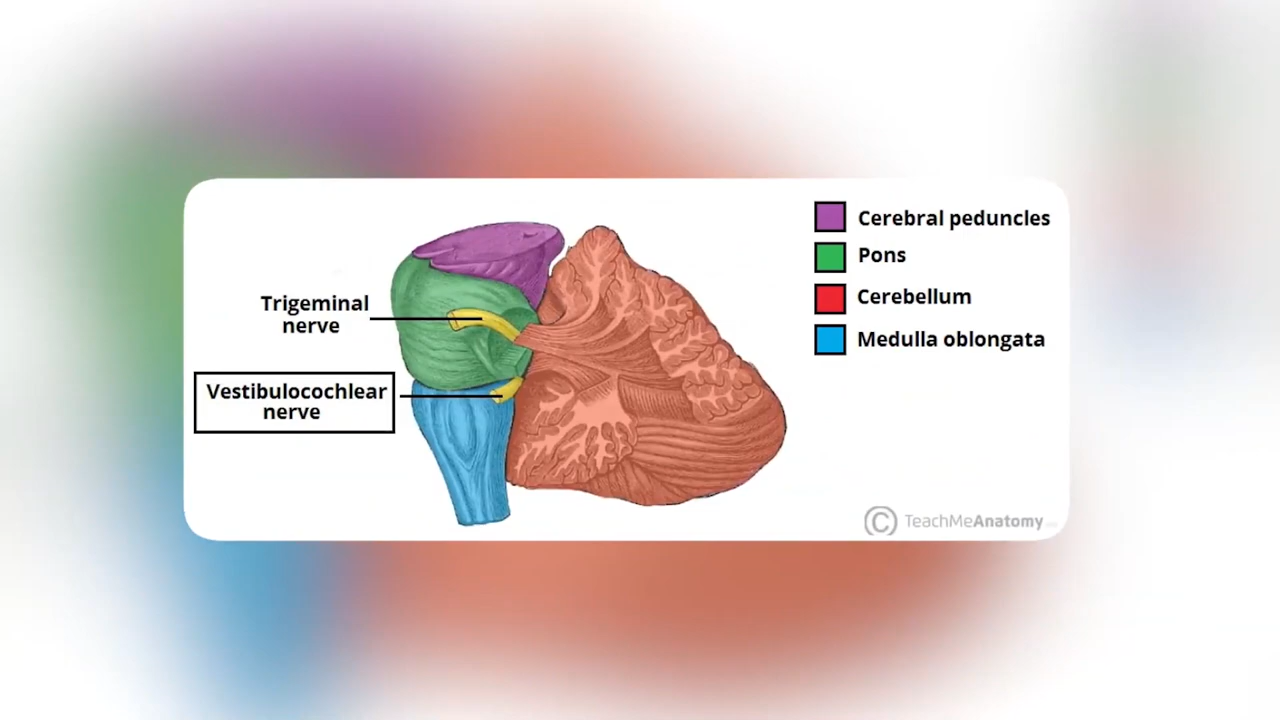 Cerebral peduncles
Pons
Cerebellum
Medulla oblongata
Trigeminal
nerve
Vestibulocochlear
nerve
© TeachMeAnatomy